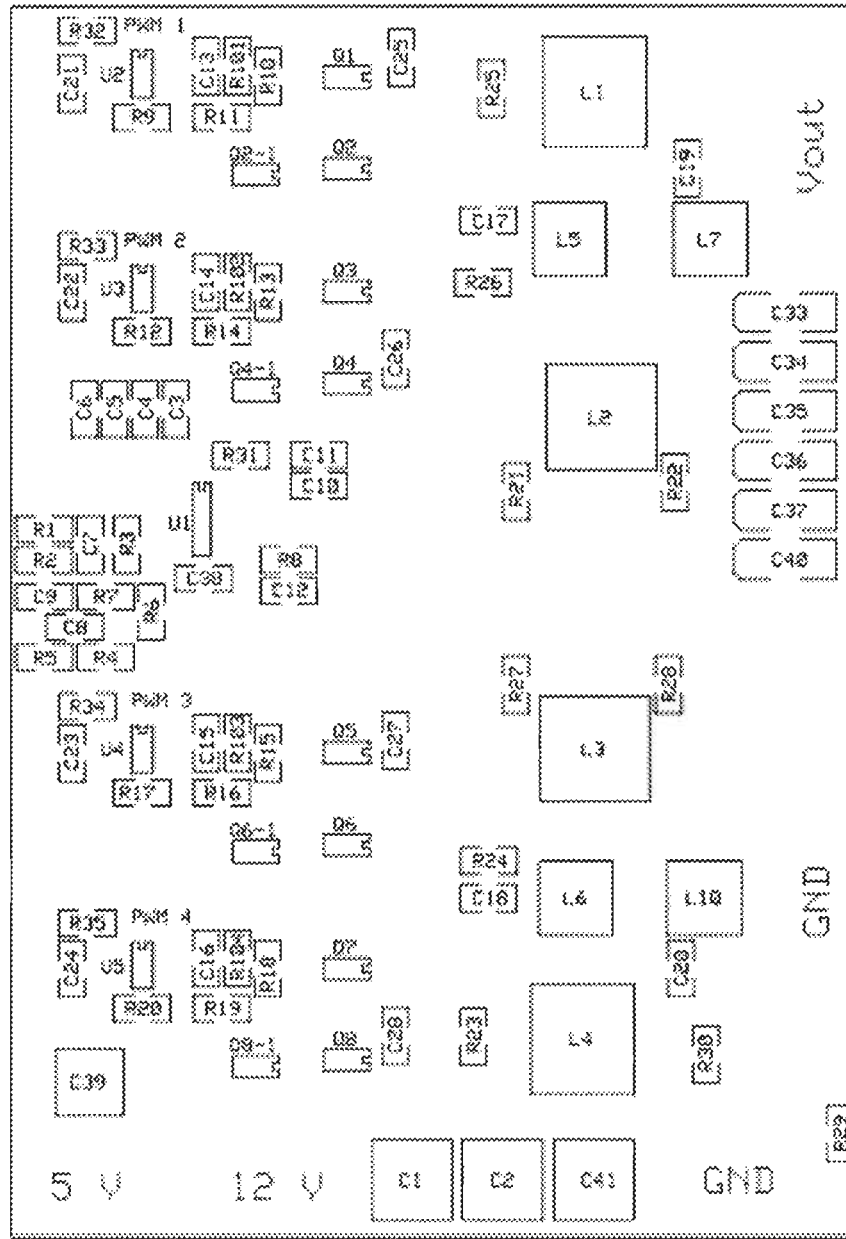 R32 PWM 1
C21 U2 C13 R101 R10 Q1 C25 R25 L1
R9 R11
Q2-1 Q2 C19 Vout
C17 L5 L7
R33 PWM 2
C22 U3 C14 R102 R13 Q3 R26
R12 R14 C33
Q4-1 Q4 C26 C34
C6 C5 C4 C3 L2 C35
R31 C11 C36
C10 R21 R22
R1 C7 R3 U1 C37
R2 R8 C40
C38 C12
C9 R7
C8
R5 R4
R27 R28
R34 PWM 3
C23 C15 R103 R15 Q5 C27 L3
R17 R16
Q6-1 Q6 R24
C18 L6 L10 GND
R35 PWM 4
C24 U5 C16 R104 R18 Q7
R20 R19
Q8-1 Q8 C28 R23 L4 R30
C39
R29
5 V 12 V C1 C2 C41 GND